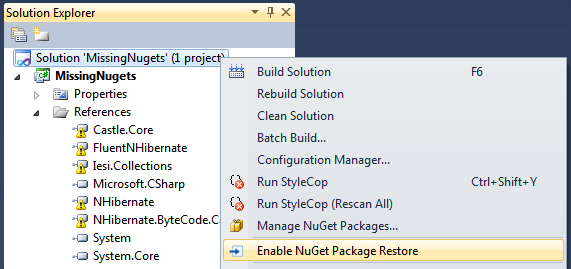 Solution Explorer
Solution 'MissingNugets' (1 project)
MissingNugets
Properties
References
Castle.Core
FluentNHibernate
Iesi.Collections
Microsoft.CSharp
NHibernate
NHibernate.ByteCode.C
System
System.Core
Build Solution F6
Rebuild Solution
Clean Solution
Batch Build...
Configuration Manager...
Run StyleCop Ctrl+Shift+Y
Run StyleCop (Rescan All)
Manage NuGet Packages...
Enable NuGet Package Restore